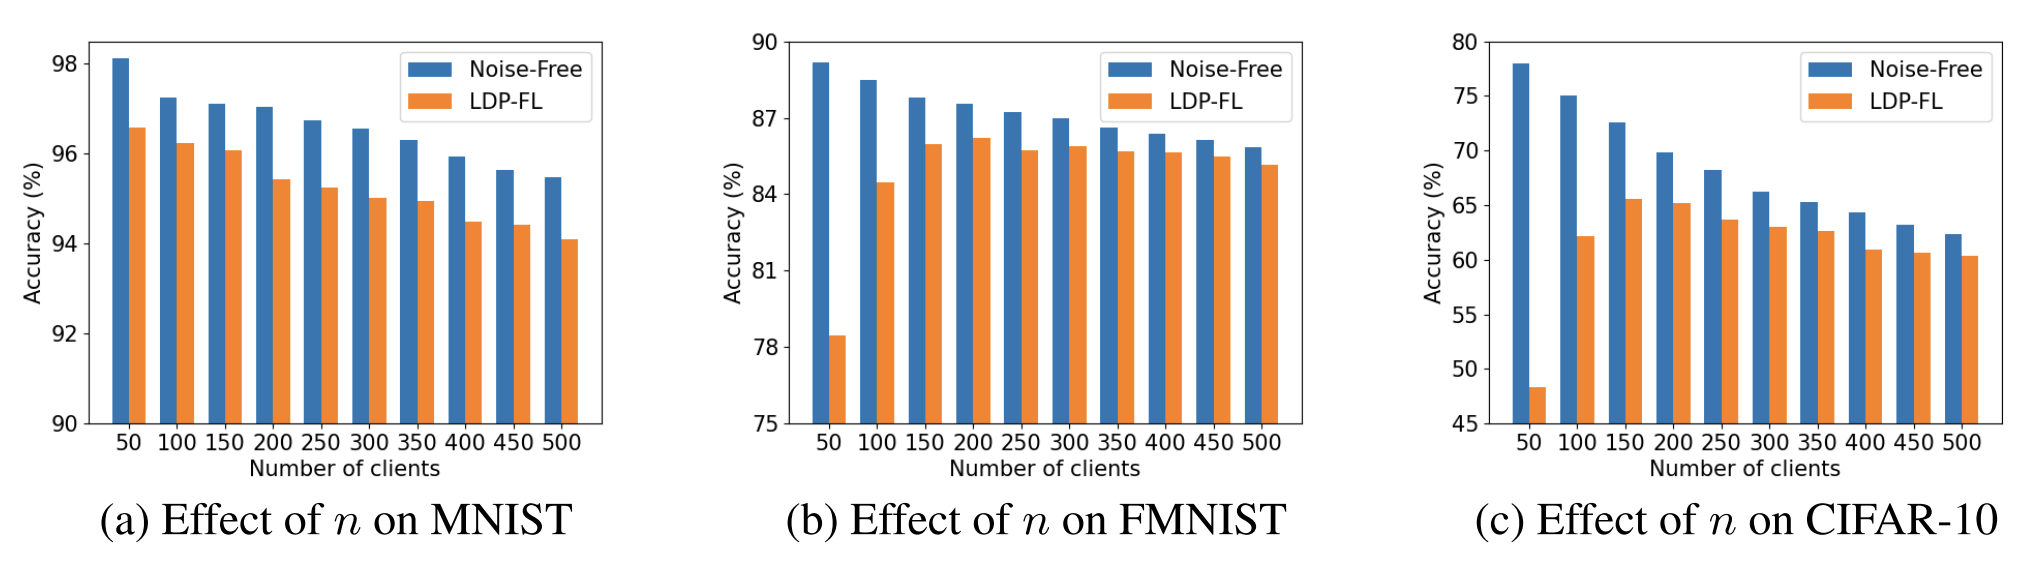 98
96
94
92
90
Accuracy (%)
Noise-Free
LDP-FL
50 100 150 200 250 300 350 400 450 500
Number of clients
(a) Effect of n on MNIST
90
87
84
81
78
75
Accuracy (%)
Noise-Free
LDP-FL
50 100 150 200 250 300 350 400 450 500
Number of clients
(b) Effect of n on FMNIST
80
75
70
65
60
55
50
45
Accuracy (%)
Noise-Free
LDP-FL
50 100 150 200 250 300 350 400 450 500
Number of clients
(c) Effect of n on CIFAR-10